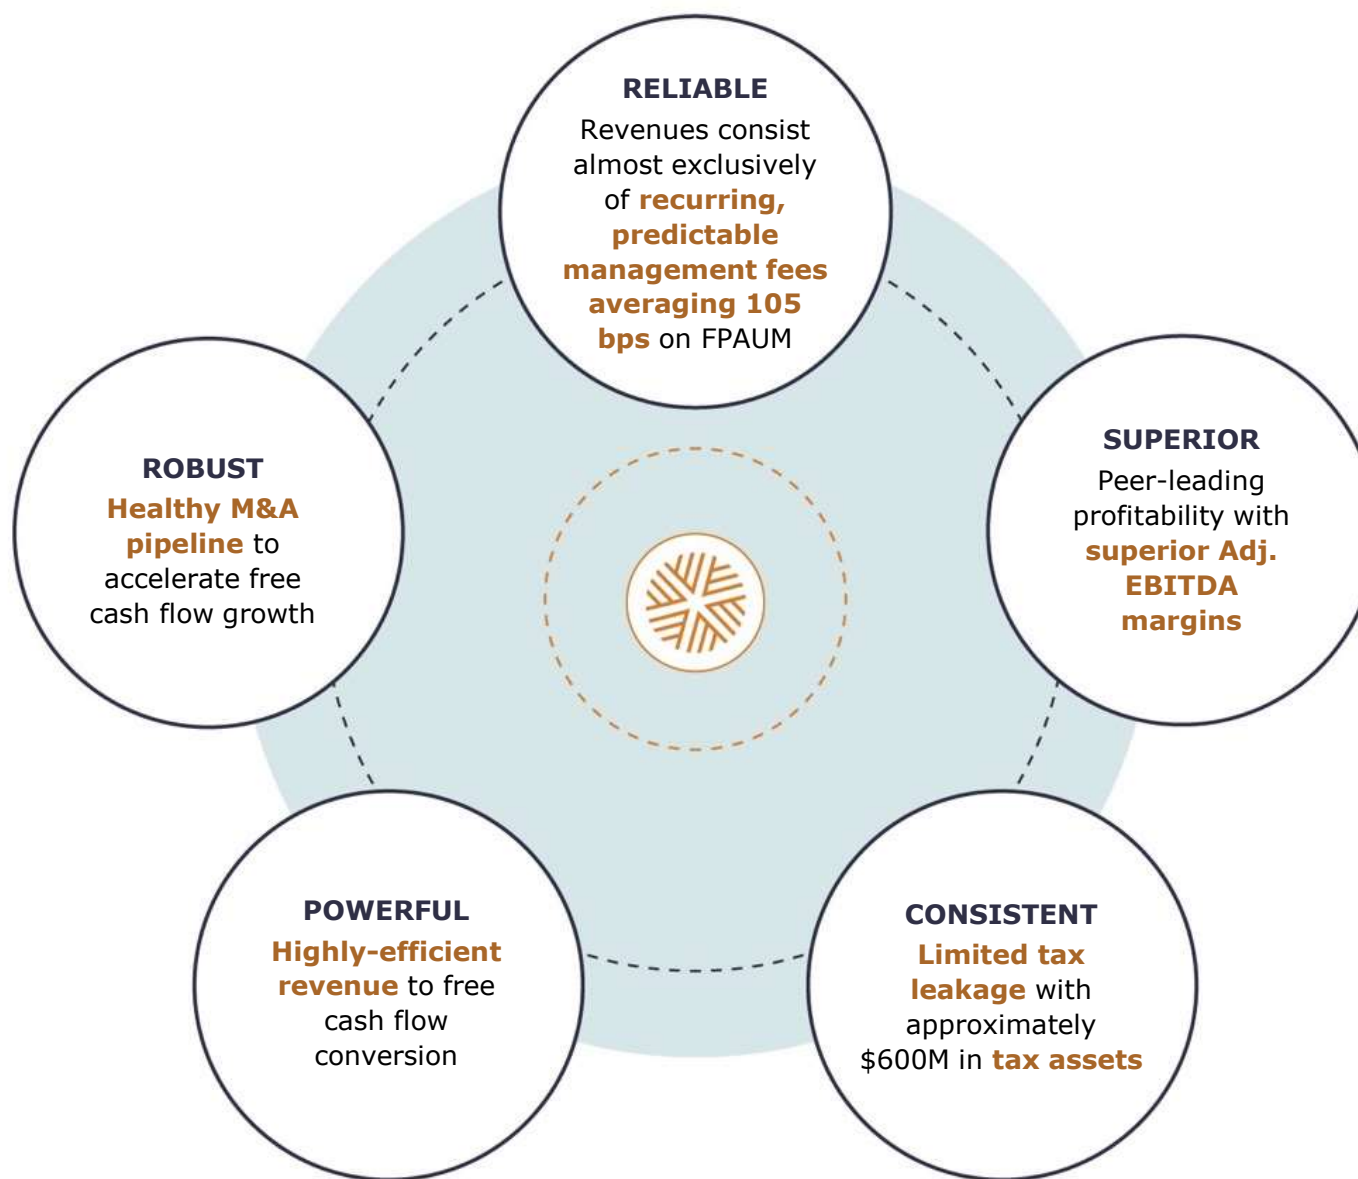 RELIABLE
Revenues consist
almost exclusively
of recurring,
predictable
management fees
averaging 105
bps on FPAUM
SUPERIOR
Peer-leading
profitability with
superior Adj.
EBITDA
margins
CONSISTENT
Limited tax
leakage with
approximately
$600M in tax assets
POWERFUL
Highly-efficient
revenue to free
cash flow
conversion
ROBUST
Healthy M&A
pipeline to
accelerate free
cash flow growth